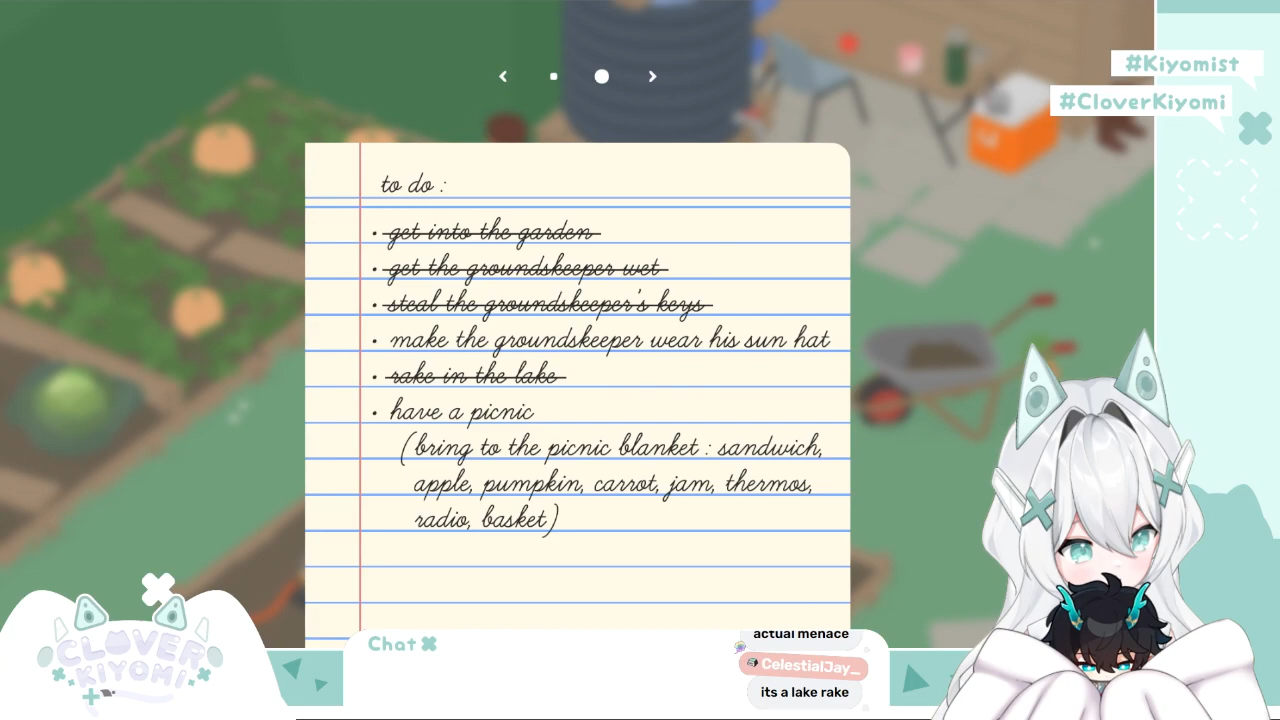 #Kiyomist
#CloverKiyomi
to do :
• get into the garden
• get the groundskeeper wet
• steal the groundskeeper's keys
• make the groundskeeper wear his sun hat
• rake in the lake
• have a picnic
(bring to the picnic blanket : sandwich,
apple, pumpkin, carrot, jam, thermos,
radio, basket)
CLOVER
KIYOMI
Chat
actual menace
CelestialJay_
its a lake rake